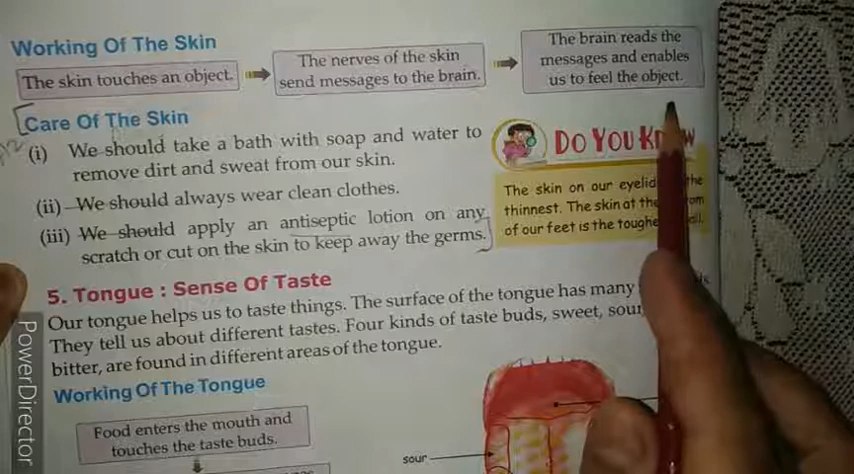 Working Of The Skin
The skin touches an object.
The nerves of the skin
send messages to the brain.
The brain reads the
messages and enables
us to feel the object.
Care Of The Skin
(i) We should take a bath with soap and water to
remove dirt and sweat from our skin.
(ii) We should always wear clean clothes.
(iii) We should apply an antiseptic lotion on any
scratch or cut on the skin to keep away the germs.
DO YOU
The skin on our the
thinnest. The skin at
of our feet is the
5. Tongue : Sense Of Taste
Our tongue helps us to taste things. The surface of the tongue has many
They tell us about different tastes. Four kinds of taste buds, sweet, sour
bitter, are found in different areas of the tongue.
Working Of The Tongue
Food enters the mouth and
touches the taste buds.
sour
PowerDirector